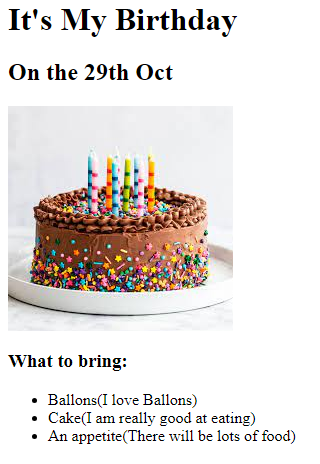 It's My Birthday
On the 29th Oct
What to bring:
Ballons(I love Ballons)
Cake(I am really good at eating)
An appetite(There will be lots of food)